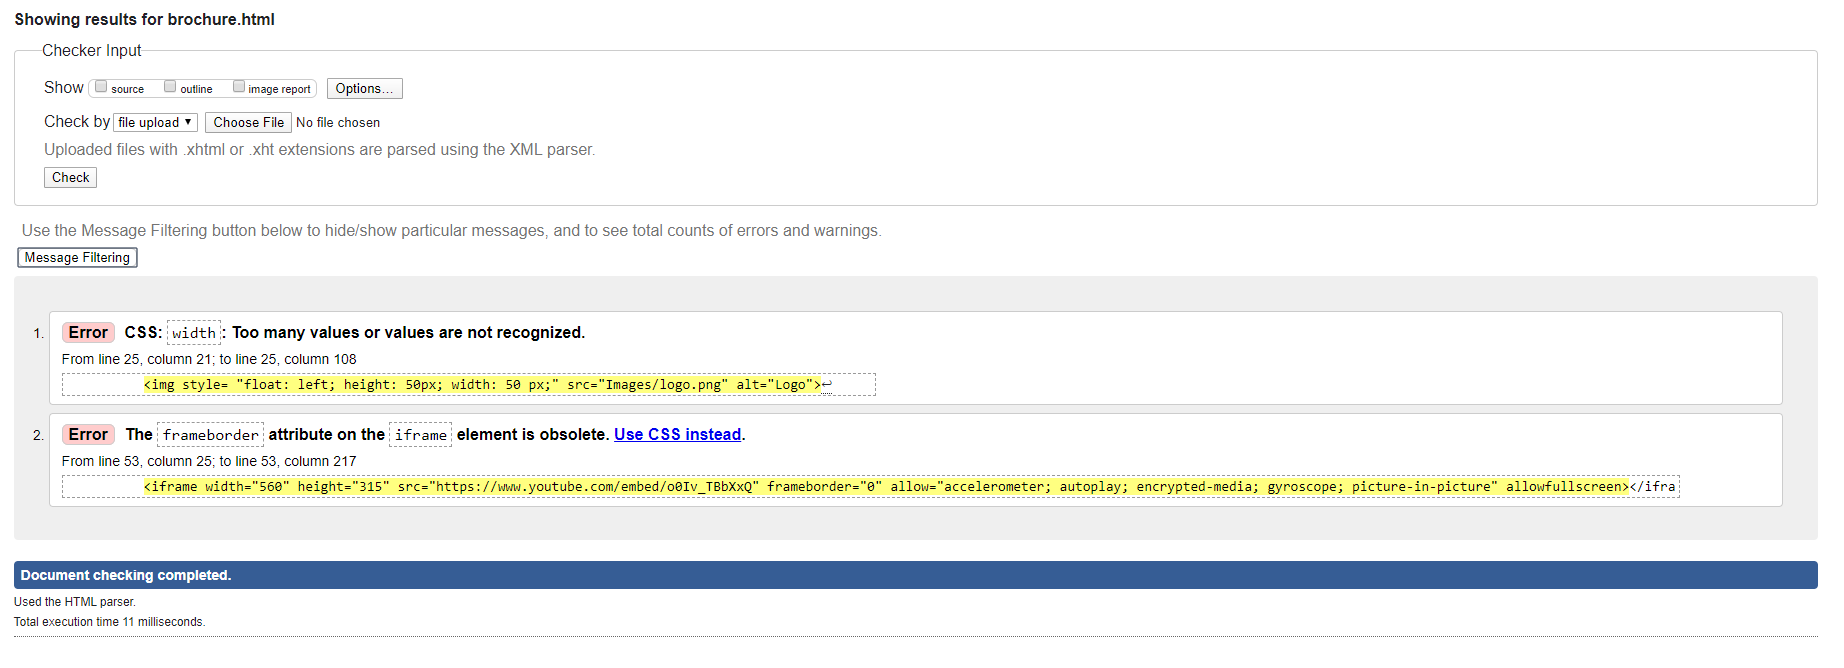 Showing results for brochure.html
Checker Input
Show source outline image report Options...
Check by file upload ▼ Choose File No file chosen
Uploaded files with .xhtml or .xht extensions are parsed using the XML parser.
Check
Use the Message Filtering button below to hide/show particular messages, and to see total counts of errors and warnings.
Message Filtering
1. Error CSS: width: Too many values or values are not recognized.
From line 25, column 21; to line 25, column 108
<img style= "float: left; height: 50px; width: 50 px;" src="Images/logo.png" alt="Logo">↩
2. Error The frameborder attribute on the iframe element is obsolete. Use CSS instead.
From line 53, column 25; to line 53, column 217
<iframe width="560" height="315" src="https://www.youtube.com/embed/o0Iv_TBbXxQ" frameborder="0" allow="accelerometer; autoplay; encrypted-media; gyroscope; picture-in-picture" allowfullscreen></ifra
Document checking completed.
Used the HTML parser.
Total execution time 11 milliseconds.